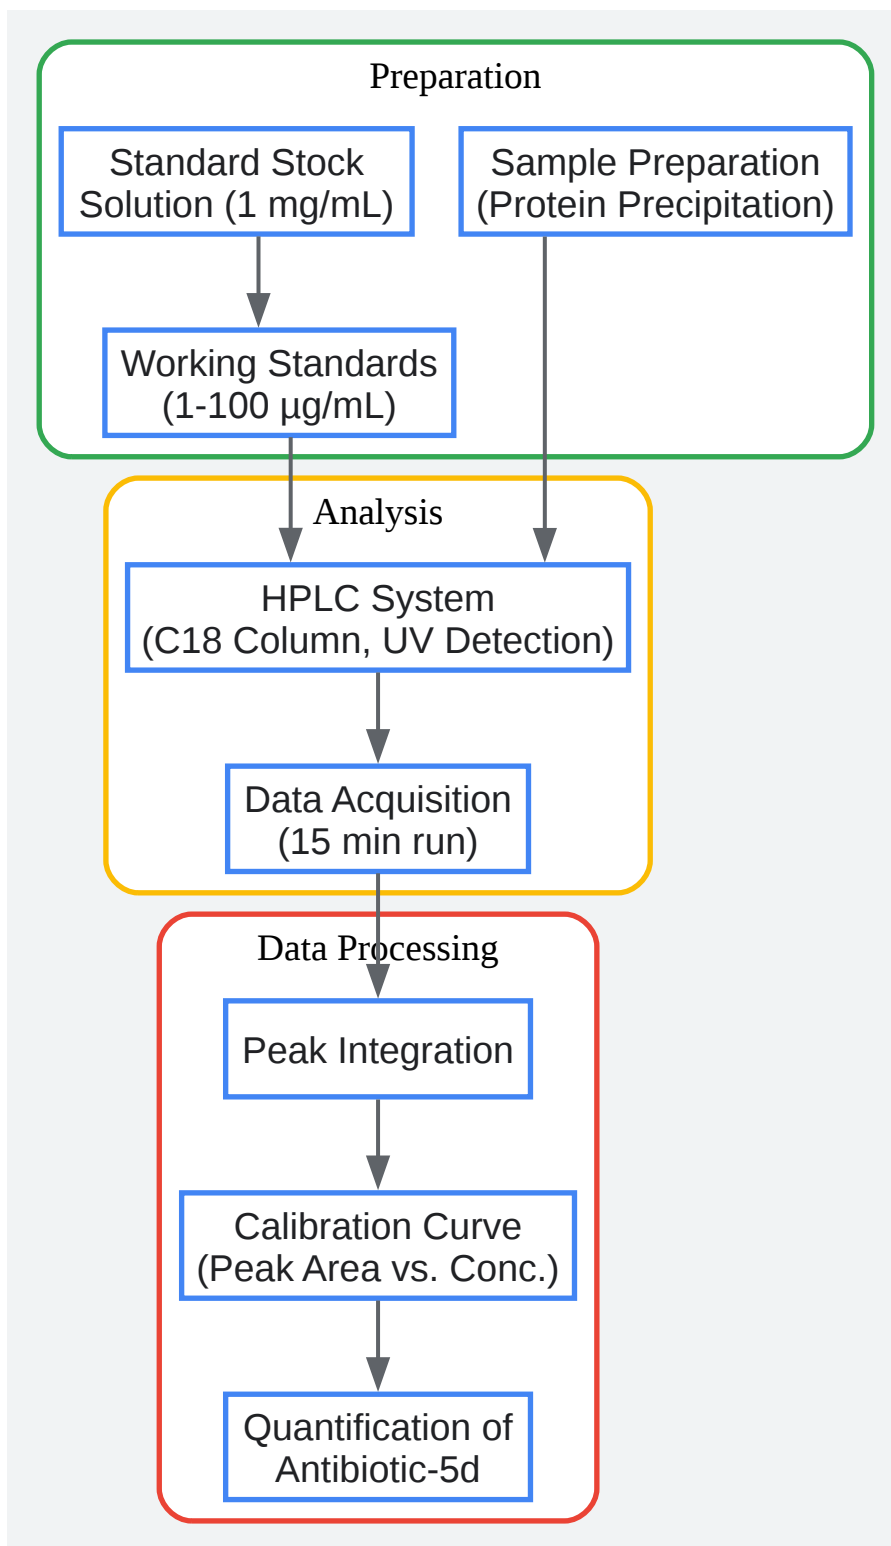 Preparation
Standard Stock
Solution (1 mg/mL)
Sample Preparation
(Protein Precipitation)
Working Standards
(1-100 µg/mL)
Analysis
HPLC System
(C18 Column, UV Detection)
Data Acquisition
(15 min run)
Data Processing
Peak Integration
Calibration Curve
(Peak Area vs. Conc.)
Quantification of
Antibiotic-5d